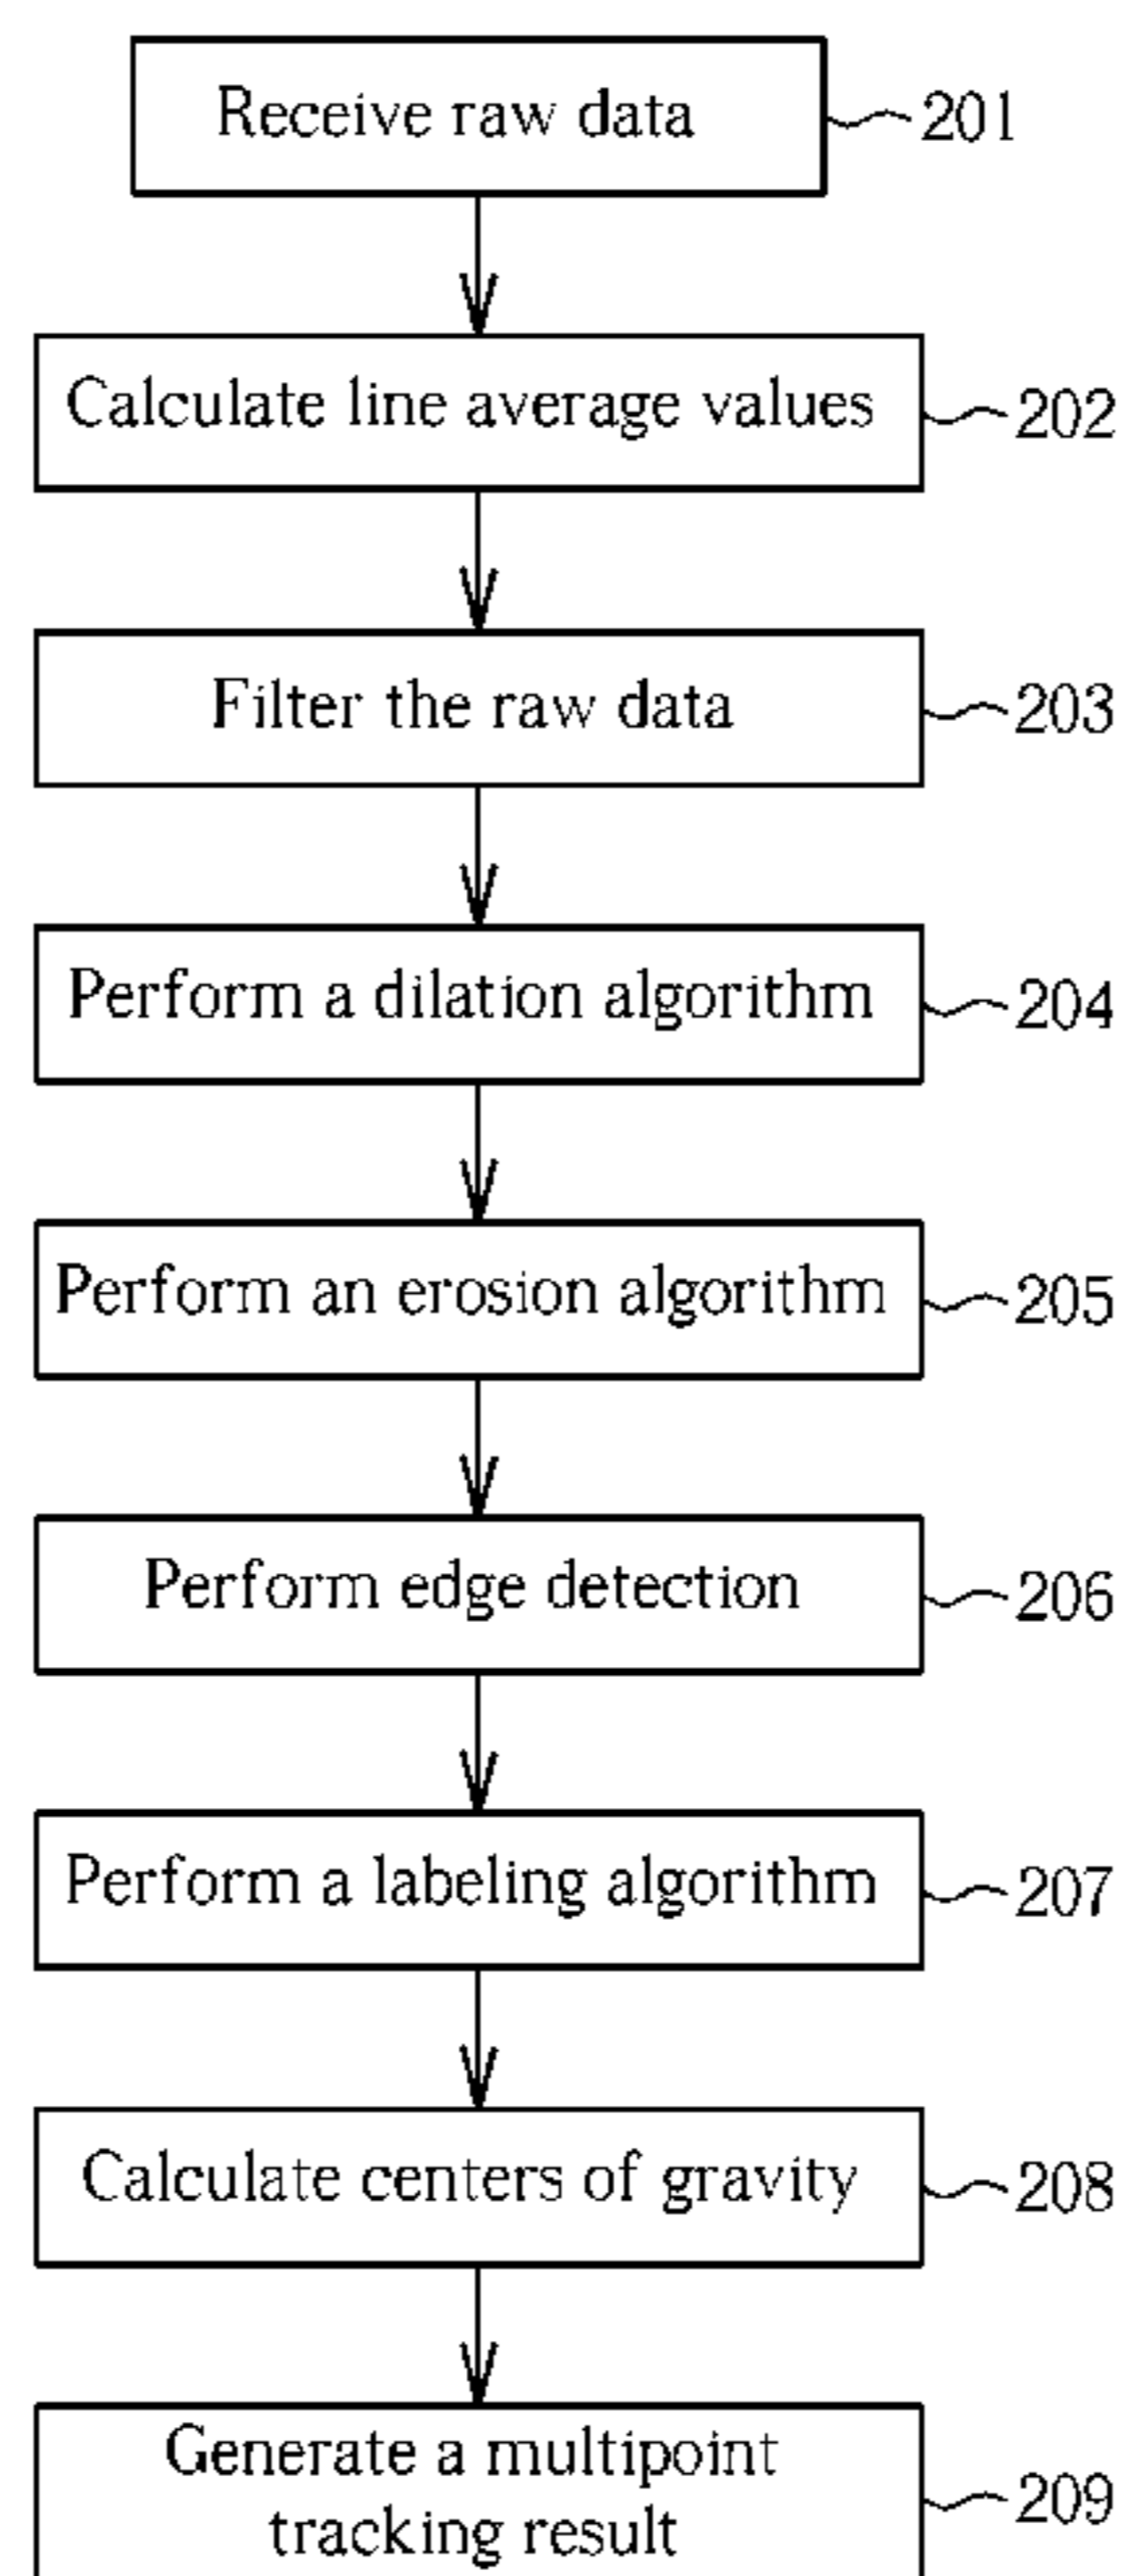 Receive raw data 201
Calculate line average values 202
Filter the raw data 203
Perform a dilation algorithm 204
Perform an erosion algorithm 205
Perform edge detection 206
Perform a labeling algorithm 207
Calculate centers of gravity 208
Generate a multipoint
tracking result 209